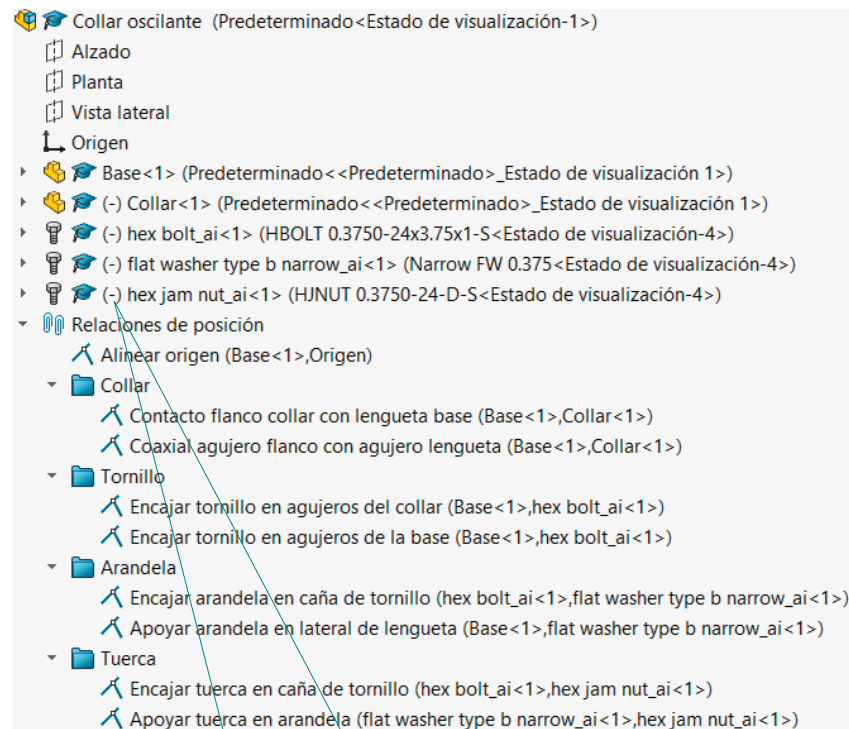 Collar oscilante (Predeterminado<Estado de visualización-1>)
Alzado
Planta
Vista lateral
Origen
Base<1> (Predeterminado<<Predeterminado>_Estado de visualización 1>)
(-) Collar<1> (Predeterminado<<Predeterminado>_Estado de visualización 1>)
(-) hex bolt_ai<1> (HBOLT 0.3750-24x3.75x1-S<Estado de visualización-4>)
(-) flat washer type b narrow_ai<1> (Narrow FW 0.375<Estado de visualización-4>)
(-) hex jam nut_ai<1> (HJNUT 0.3750-24-D-S<Estado de visualización-4>)
Relaciones de posición
Alinear origen (Base<1>,Origen)
Collar
Contacto flanco collar con lengueta base (Base<1>,Collar<1>)
Coaxial agujero flanco con agujero lengueta (Base<1>,Collar<1>)
Tornillo
Encajar tornillo en agujeros del collar (Base<1>,hex bolt_ai<1>)
Encajar tornillo en agujeros de la base (Base<1>,hex bolt_ai<1>)
Arandela
Encajar arandela en caña de tornillo (hex bolt_ai<1>,flat washer type b narrow_ai<1>)
Apoyar arandela en lateral de lengueta (Base<1>,flat washer type b narrow_ai<1>)
Tuerca
Encajar tuerca en caña de tornillo (hex bolt_ai<1>,hex jam nut_ai<1>)
Apoyar tuerca en arandela (flat washer type b narrow_ai<1>,hex jam nut_ai<1>)